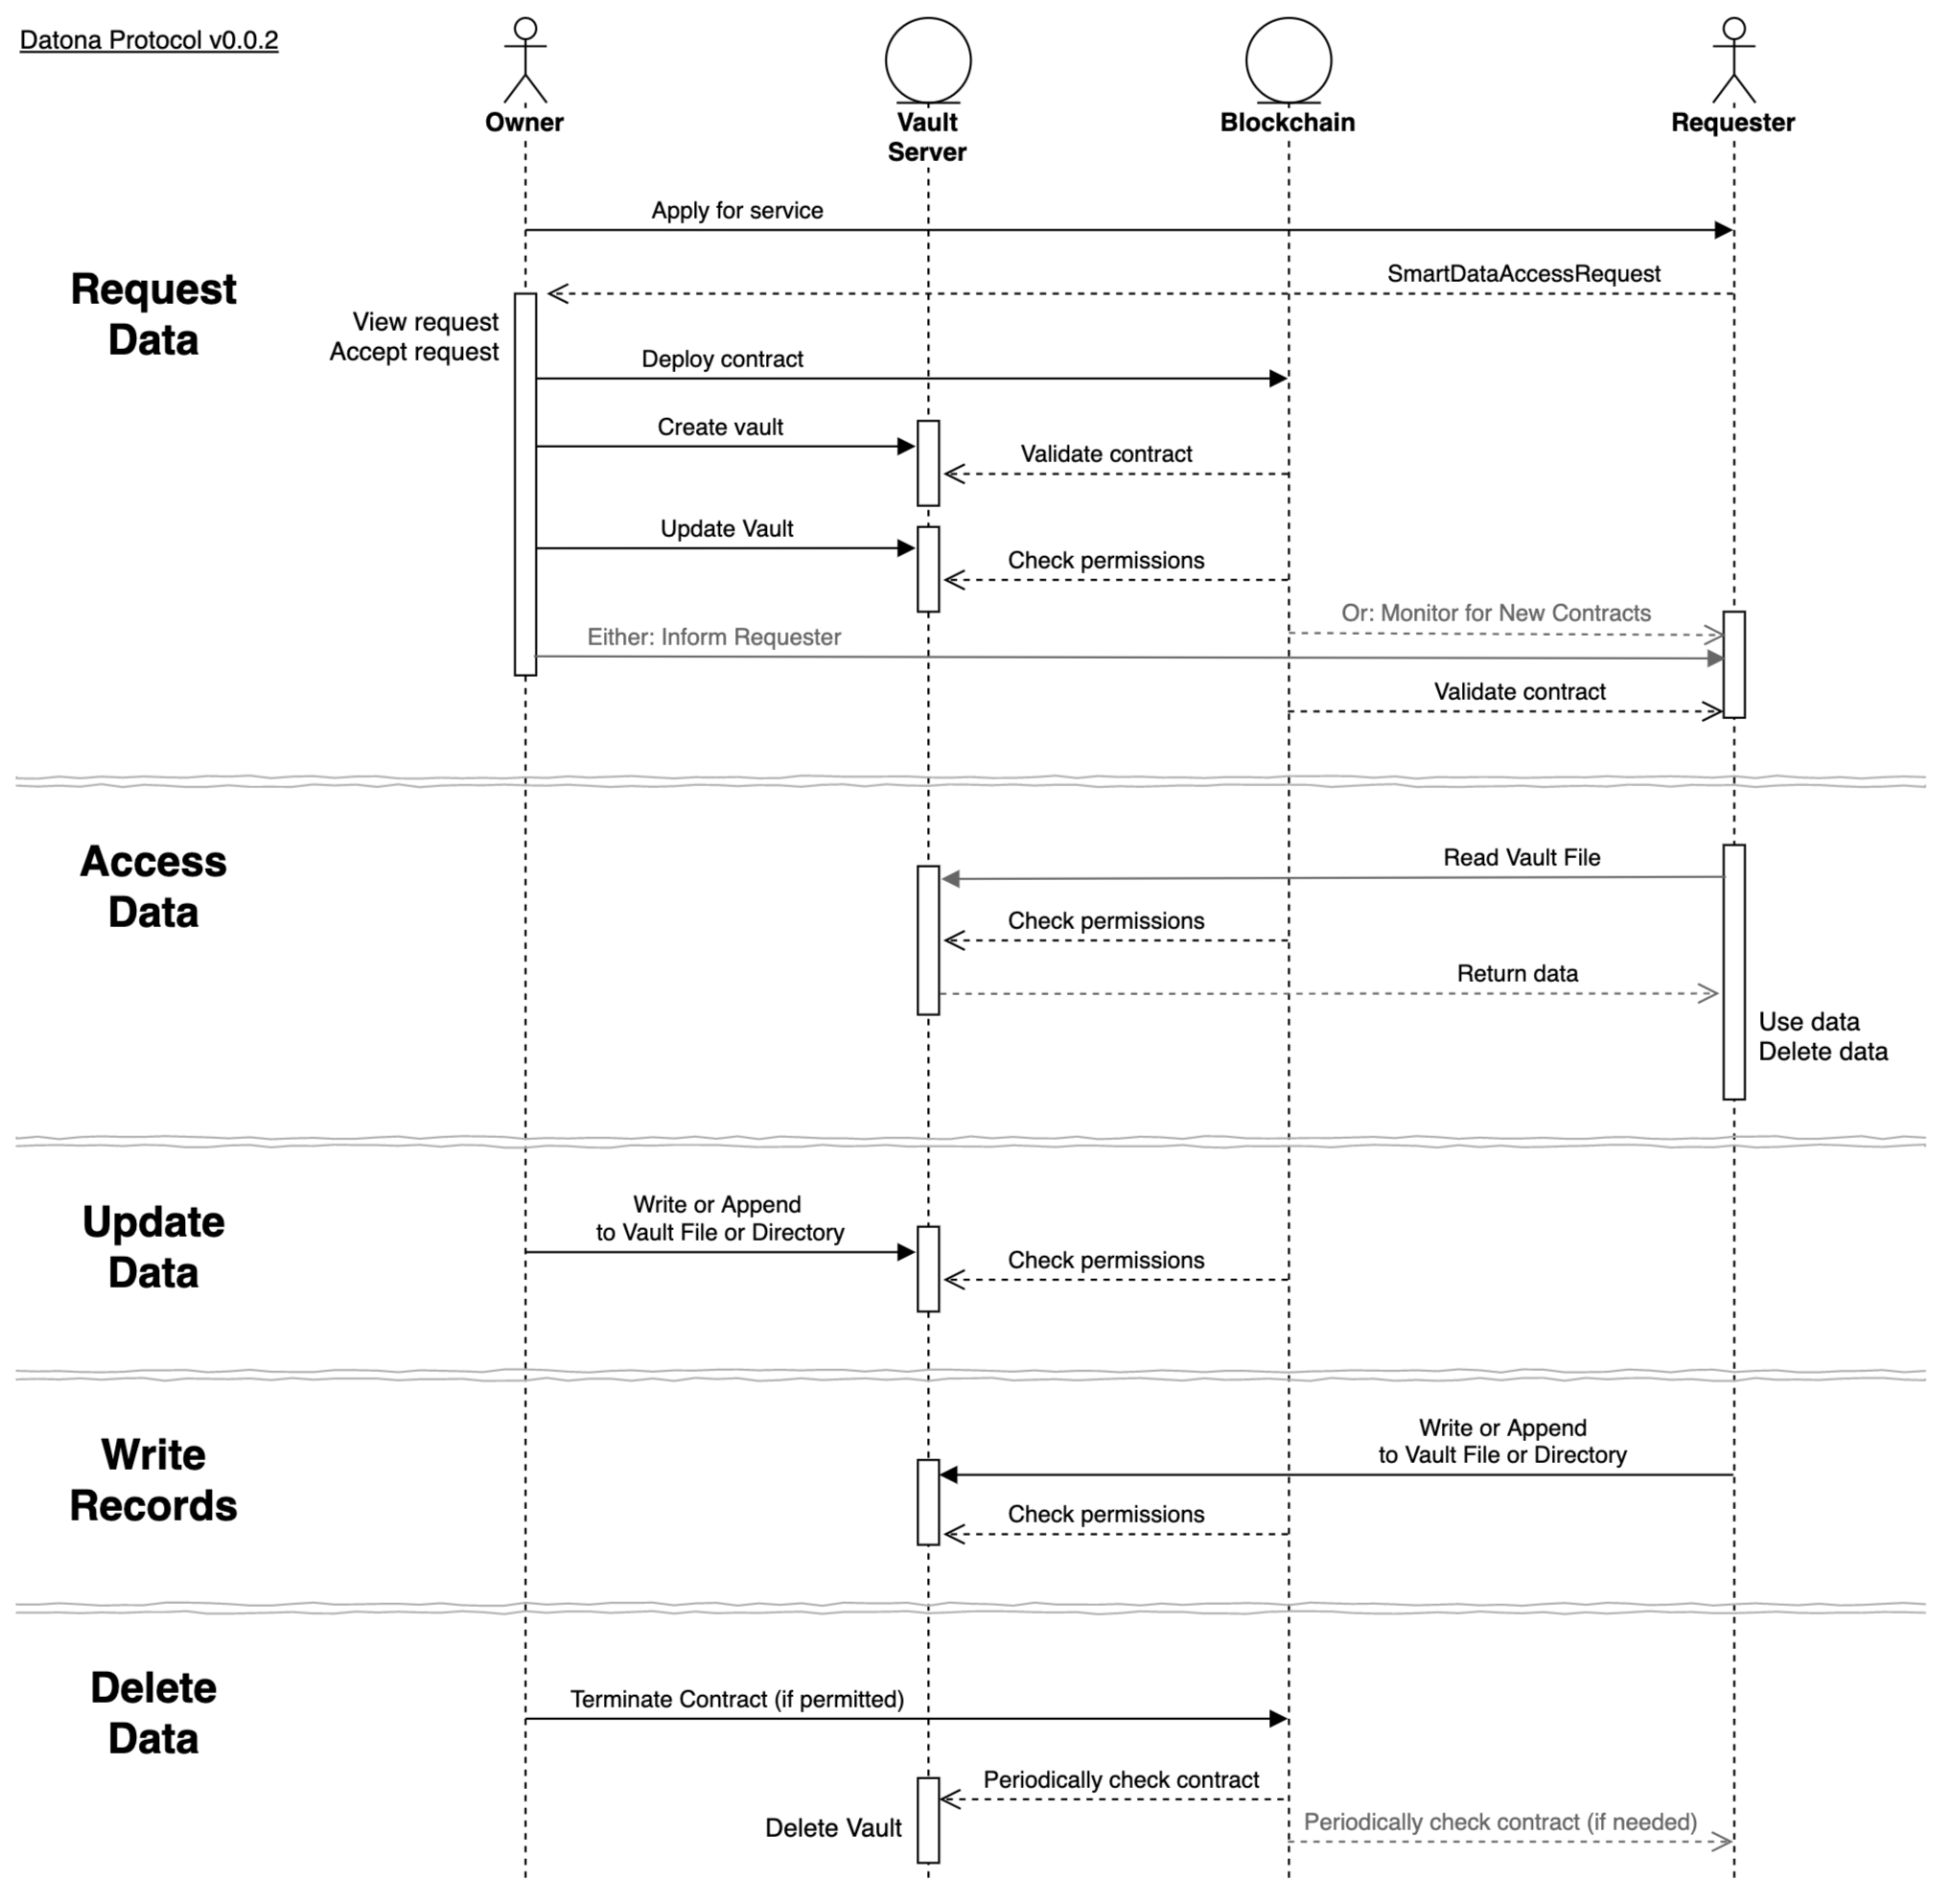 Datona Protocol v0.0.2
Owner
Vault
Server
Blockchain
Requester
Apply for service
Request
Data
SmartDataAccessRequest
View request
Accept request
Deploy contract
Create vault
Validate contract
Update Vault
Check permissions
Or: Monitor for New Contracts
Either: Inform Requester
Validate contract
Access
Data
Read Vault File
Check permissions
Return data
Use data
Delete data
Update
Data
Write or Append
to Vault File or Directory
Check permissions
Write
Records
Write or Append
to Vault File or Directory
Check permissions
Delete
Data
Terminate Contract (if permitted)
Periodically check contract
Delete Vault
Periodically check contract (if needed)